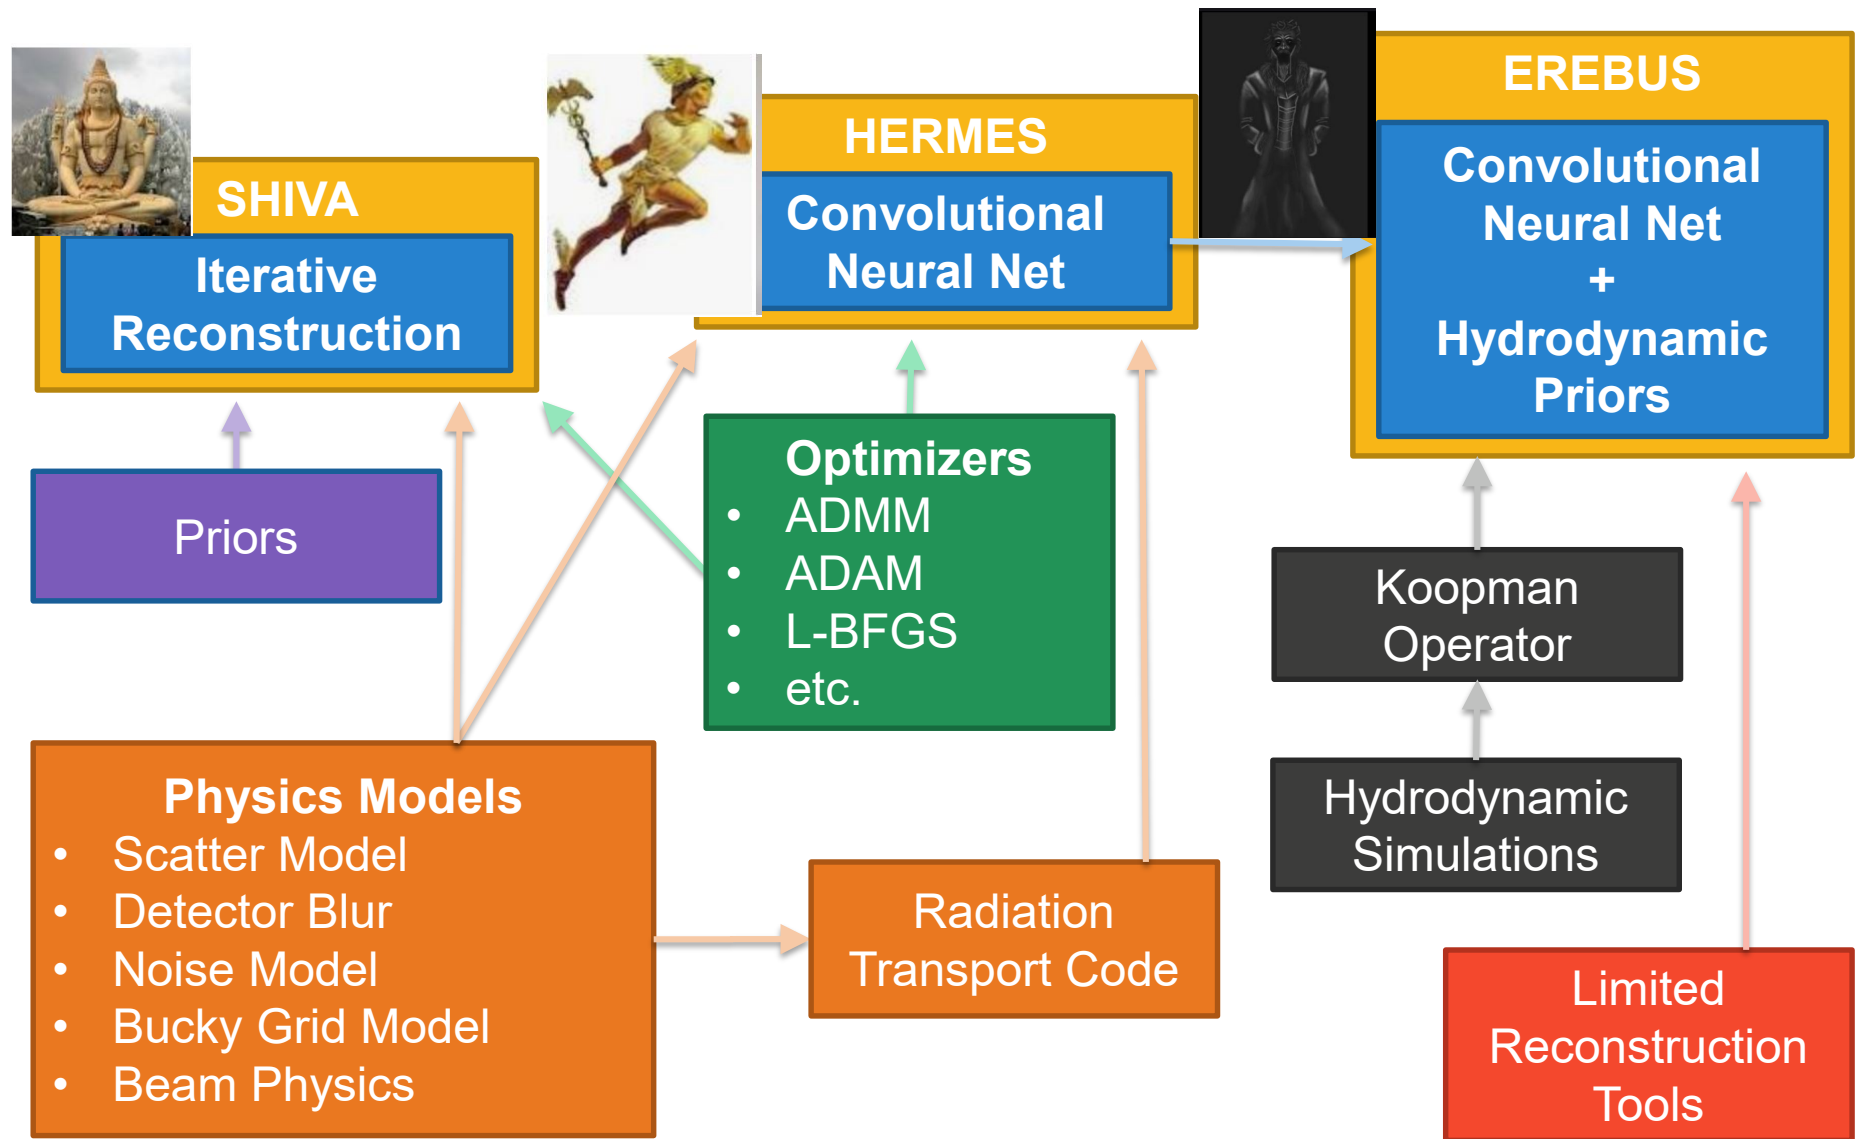 SHIVA
Iterative
Reconstruction
HERMES
Convolutional
Neural Net
EREBUS
Convolutional
Neural Net
+
Hydrodynamic
Priors
Priors
Optimizers
• ADMM
• ADAM
• L-BFGS
• etc.
Koopman
Operator
Physics Models
• Scatter Model
• Detector Blur
• Noise Model
• Bucky Grid Model
• Beam Physics
Radiation
Transport Code
Hydrodynamic
Simulations
Limited
Reconstruction
Tools